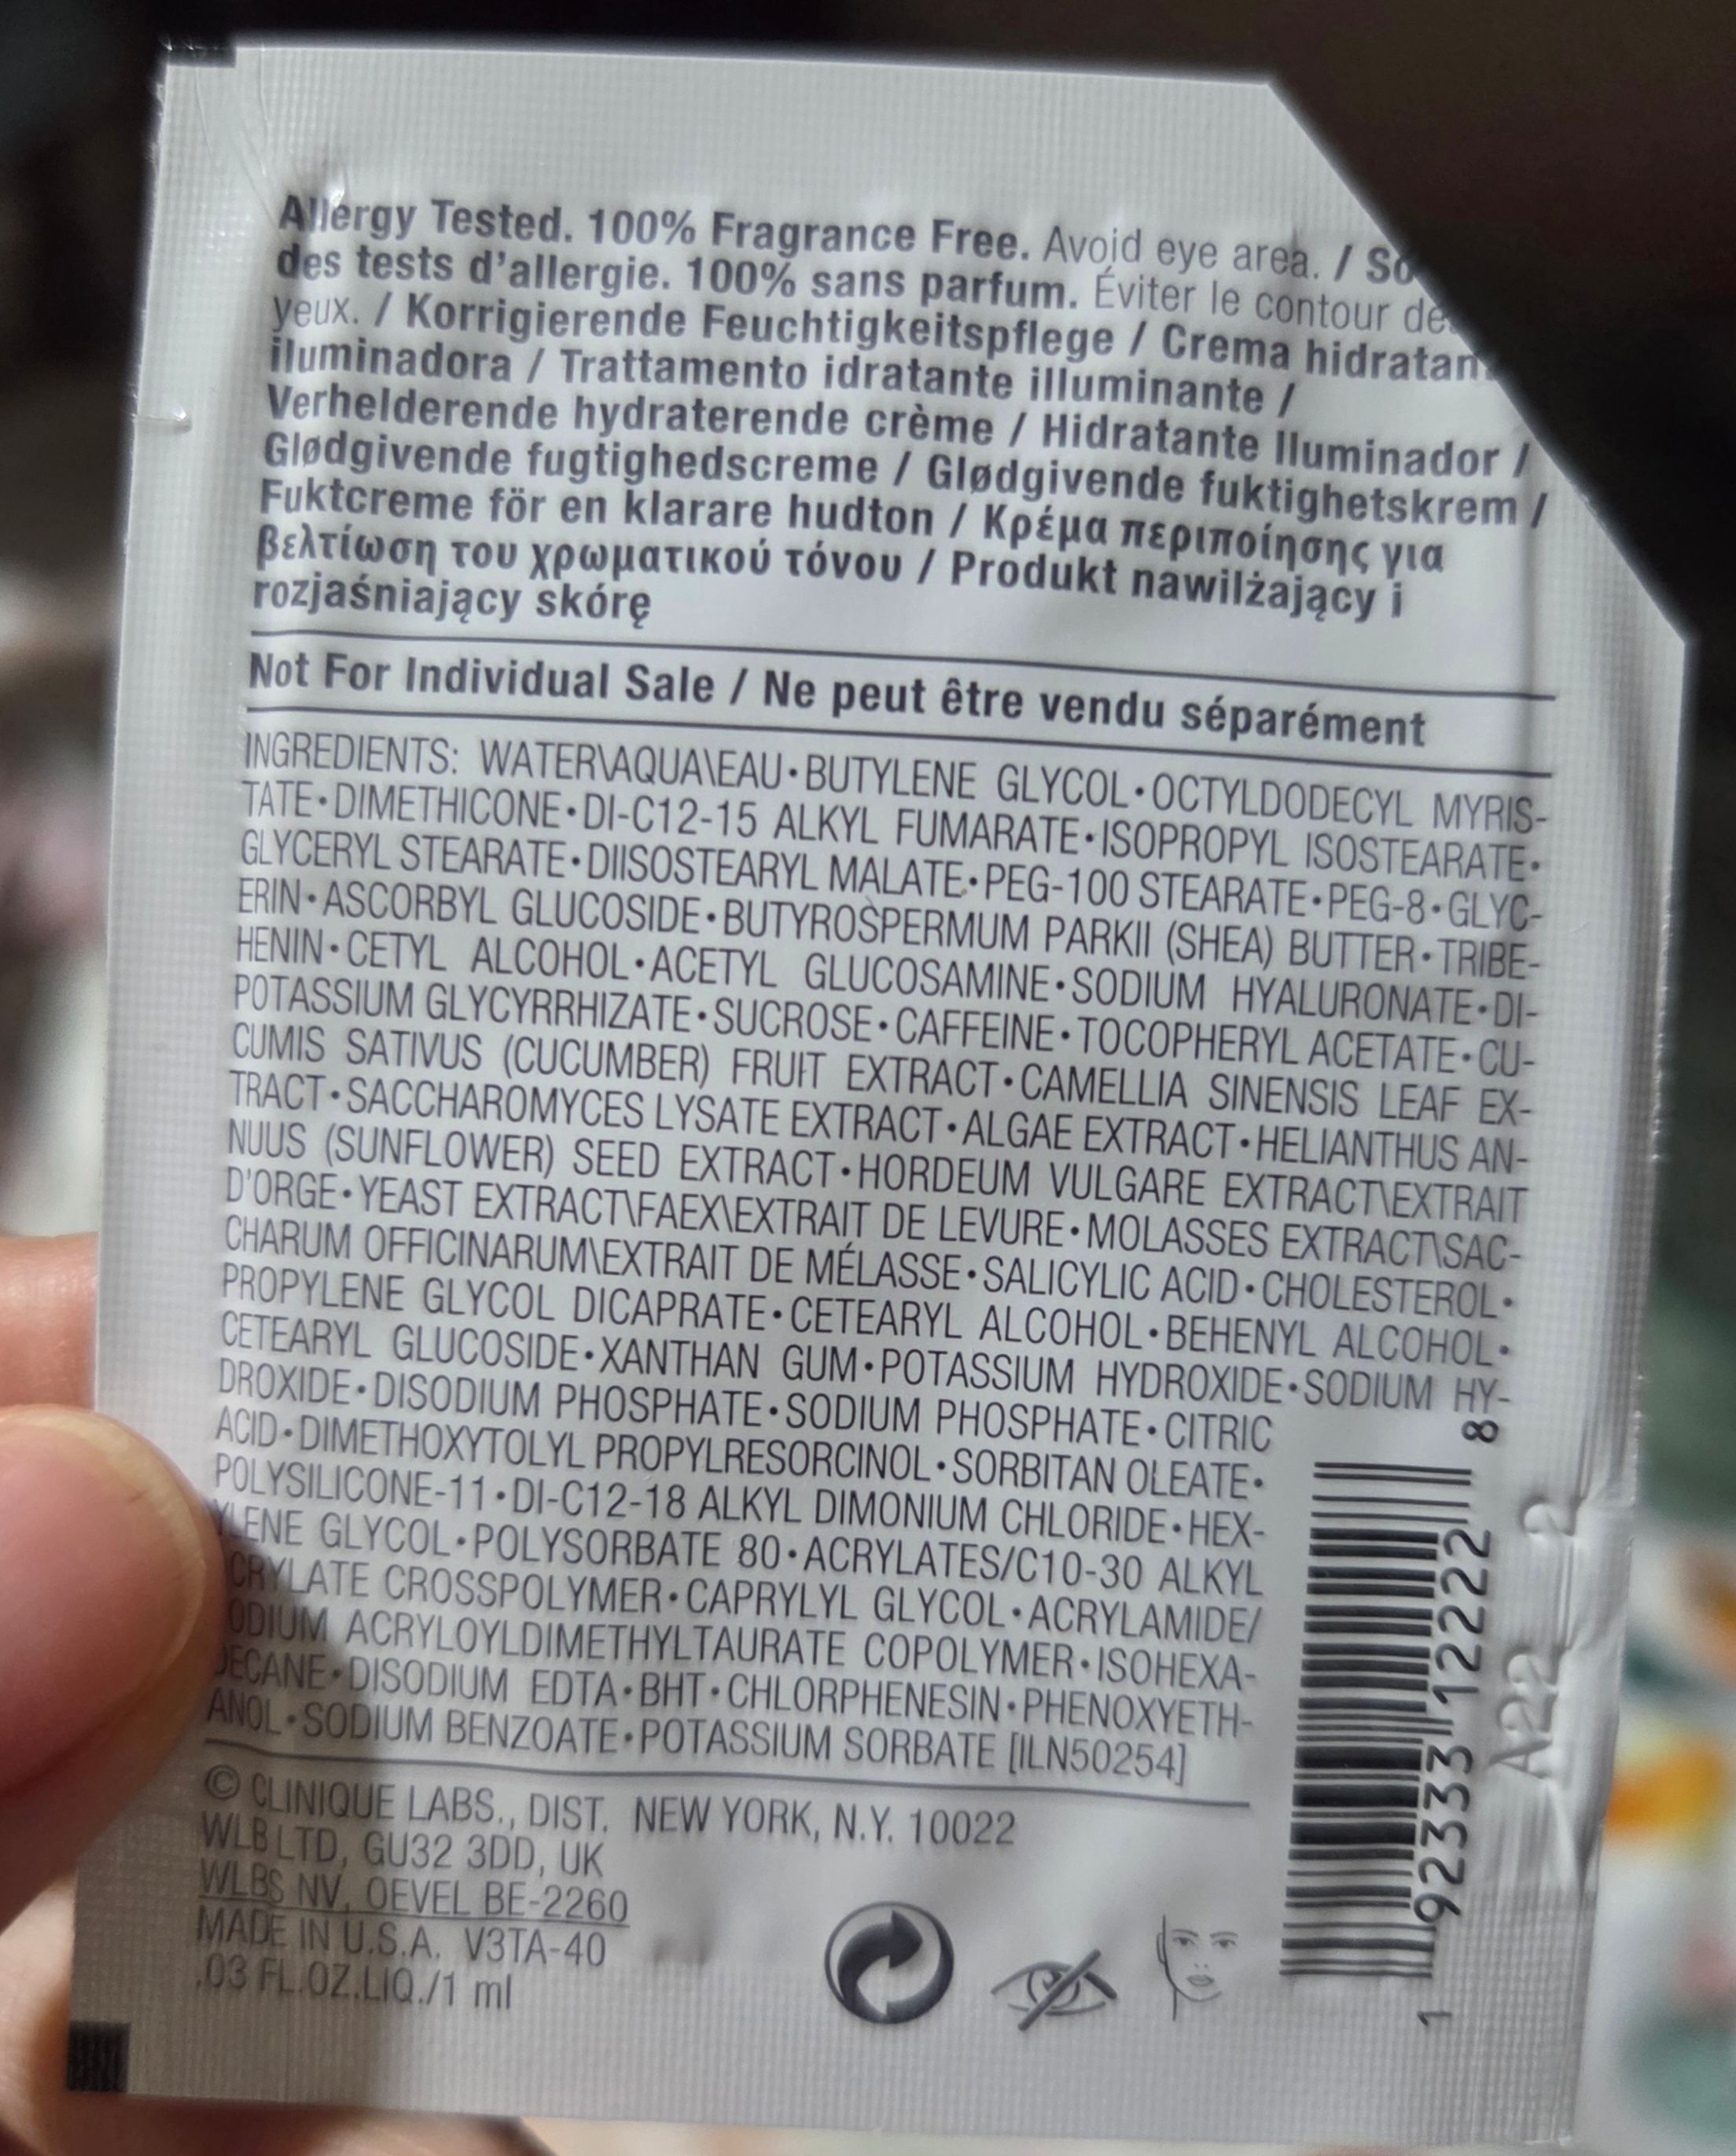 Allergy Tested. 100% Fragrance Free. Avoid eye area. /
des tests d'allergie. 100% sans parfum. Éviter le contour
yeux. / Korrigierende Feuchtigkeitspflege / Crema
iluminadora / Trattamento idratante illuminante /
Verhelderende hydraterende crème / Hidratante Iluminador /
Glødgivende fugtighedscreme / Glødgivende fuktighetskrem /
Fuktcreme för en klarare hudton / Κρέμα περιποίησης για
βελτίωση του χρωματικού τόνου / Produkt nawilżający i
rozjaśniający skórę
Not For Individual Sale / Ne peut être vendu séparément
INGREDIENTS: WATER\AQUA\EAU•BUTYLENE GLYCOL•OCTYLDODECYL MYRIS-
TATE•DIMETHICONE•DI-C12-15 ALKYL FUMARATE•ISOPROPYL ISOSTEARATE•
GLYCERYL STEARATE•DIISOSTEARYL MALATE•PEG-100 STEARATE•PEG-8•GLYC-
ERIN•ASCORBYL GLUCOSIDE•BUTYROSPERMUM PARKII (SHEA) BUTTER•TRIBE-
HENIN•CETYL ALCOHOL•ACETYL GLUCOSAMINE•SODIUM HYALURONATE•DI-
POTASSIUM GLYCYRRHIZATE•SUCROSE•CAFFEINE•TOCOPHERYL ACETATE•CU-
CUMIS SATIVUS (CUCUMBER) FRUIT EXTRACT•CAMELLIA SINENSIS LEAF EX-
TRACT•SACCHAROMYCES LYSATE EXTRACT•ALGAE EXTRACT•HELIANTHUS AN-
NUUS (SUNFLOWER) SEED EXTRACT•HORDEUM VULGARE EXTRACT\EXTRAIT
D'ORGE•YEAST EXTRACT\FAEX\EXTRAIT DE LEVURE•MOLASSES EXTRACT\SAC-
CHARUM OFFICINARUM\EXTRAIT DE MÉLASSE•SALICYLIC ACID•CHOLESTEROL•
PROPYLENE GLYCOL DICAPRATE•CETEARYL ALCOHOL•BEHENYL ALCOHOL•
CETEARYL GLUCOSIDE•XANTHAN GUM•POTASSIUM HYDROXIDE•SODIUM HY-
DROXIDE•DISODIUM PHOSPHATE•SODIUM PHOSPHATE•CITRIC
ACID•DIMETHOXYTOLYL PROPYLRESORCINOL•SORBITAN OLEATE•
POLYSILICONE-11•DI-C12-18 ALKYL DIMONIUM CHLORIDE•HEX-
YLENE GLYCOL•POLYSORBATE 80•ACRYLATES/C10-30 ALKYL
CRYLATE CROSSPOLYMER•CAPRYLYL GLYCOL•ACRYLAMIDE/
ODIUM ACRYLOYLDIMETHYLTAURATE COPOLYMER•ISOHEXA-
DECANE•DISODIUM EDTA•BHT•CHLORPHENESIN•PHENOXYETH-
ANOL•SODIUM BENZOATE•POTASSIUM SORBATE [ILN50254]
© CLINIQUE LABS., DIST. NEW YORK, N.Y. 10022
WLB LTD, GU32 3DD, UK
WLBS NV, OEVEL BE-2260
MADE IN U.S.A. V3TA-40
.03 FL.OZ.LIQ./1 ml
1 92333 12222 8
A22 2